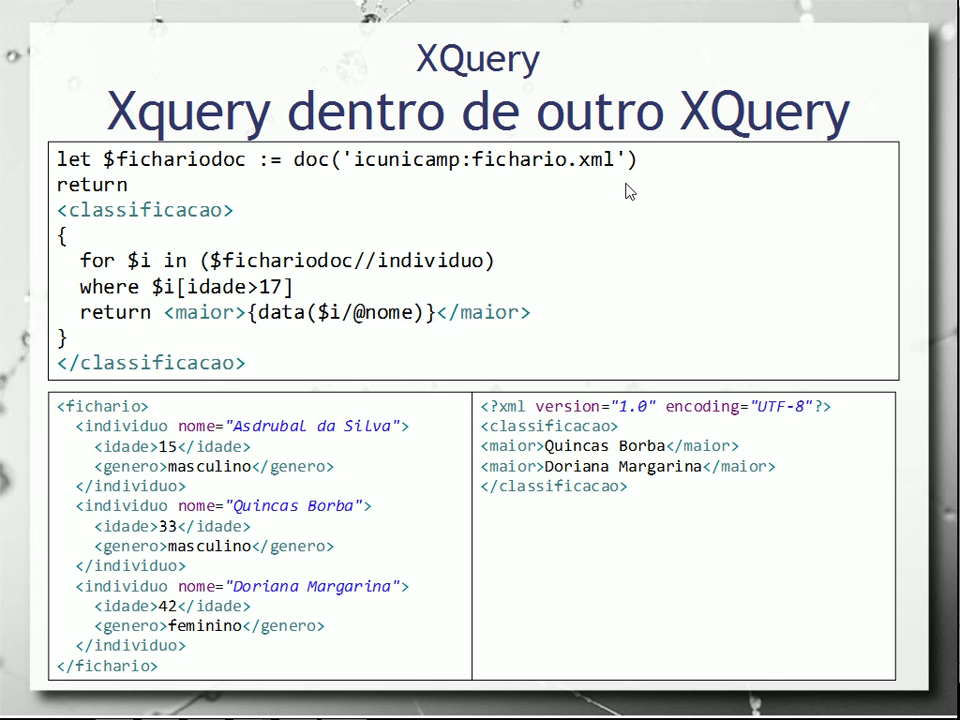 XQuery
Xquery dentro de outro XQuery
let $fichariodoc := doc('icunicamp:fichario.xml')
return
<classificacao>
{
  for $i in ($fichariodoc//individuo)
  where $i[idade>17]
  return <maior>{data($i/@nome)}</maior>
}
</classificacao>
<fichario>
  <individuo nome="Asdrubal da Silva">
    <idade>15</idade>
    <genero>masculino</genero>
  </individuo>
  <individuo nome="Quincas Borba">
    <idade>33</idade>
    <genero>masculino</genero>
  </individuo>
  <individuo nome="Doriana Margarina">
    <idade>42</idade>
    <genero>feminino</genero>
  </individuo>
</fichario>
<?xml version="1.0" encoding="UTF-8"?>
<classificacao>
<maior>Quincas Borba</maior>
<maior>Doriana Margarina</maior>
</classificacao>